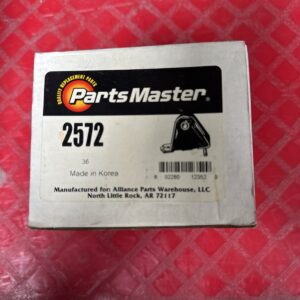 QUALITY REPLACEMENT PARTS
PartsMaster®
2572
36
Made in Korea
Manufactured for: Alliance Parts Warehouse, LLC
North Little Rock, AR 72117